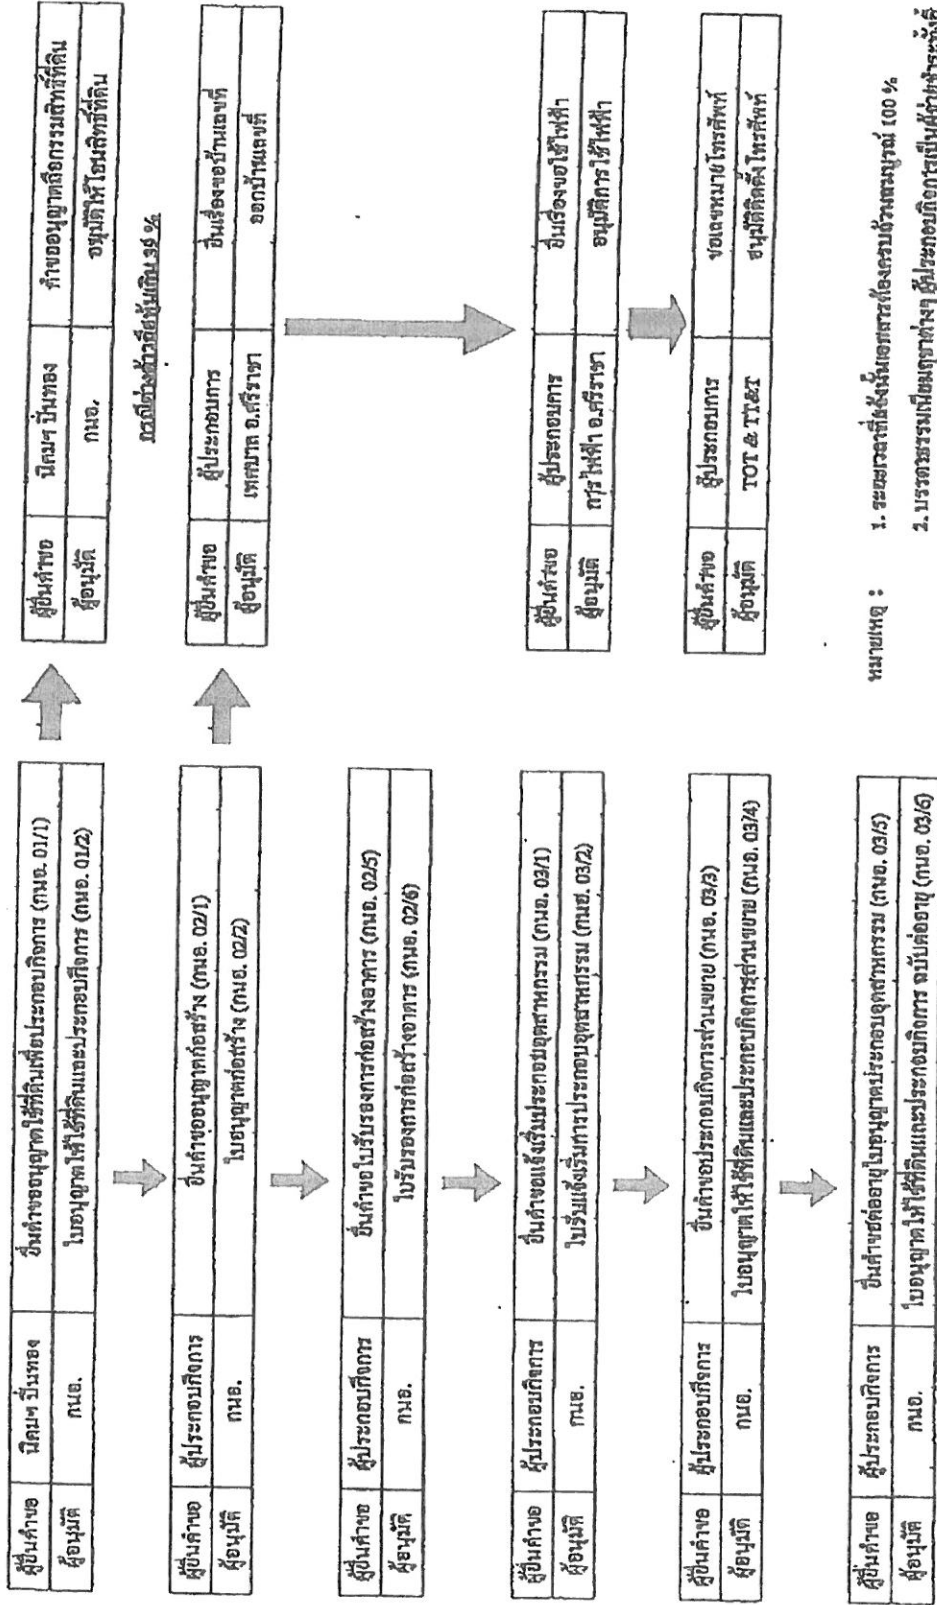 ผู้ยื่นคำขอ นิคมฯ ปิ่นทอง ยื่นคำขออนุญาตใช้ที่ดินเพื่อประกอบกิจการ (กนอ. 01/1)
ผู้อนุมัติ กนอ. ใบอนุญาตให้ใช้ที่ดินและประกอบกิจการ (กนอ. 01/2)
ผู้ยื่นคำขอ นิคมฯ ปิ่นทอง คำขออนุญาตถือกรรมสิทธิ์ที่ดิน
ผู้อนุมัติ กนอ. อนุมัติให้โอนสิทธิ์ที่ดิน
กรณีต่างด้าวถือหุ้นเกิน 39 %
ผู้ยื่นคำขอ ผู้ประกอบกิจการ ยื่นคำขออนุญาตก่อสร้าง (กนอ. 02/1)
ผู้อนุมัติ กนอ. ใบอนุญาตก่อสร้าง (กนอ. 02/2)
ผู้ยื่นคำขอ ผู้ประกอบการ ยื่นเรื่องขอบ้านเลขที่
ผู้อนุมัติ เทศบาล อ.ศรีราชา ออกบ้านเลขที่
ผู้ยื่นคำขอ ผู้ประกอบกิจการ ยื่นคำขอใบรับรองการก่อสร้างอาคาร (กนอ. 02/5)
ผู้อนุมัติ กนอ. ใบรับรองการก่อสร้างอาคาร (กนอ. 02/6)
ผู้ยื่นคำขอ ผู้ประกอบกิจการ ยื่นคำขอแจ้งเริ่มประกอบอุตสาหกรรม (กนอ. 03/1)
ผู้อนุมัติ กนอ. ใบรับแจ้งเริ่มการประกอบอุตสาหกรรม (กนอ. 03/2)
ผู้ยื่นคำขอ ผู้ประกอบการ ยื่นเรื่องขอใช้ไฟฟ้า
ผู้อนุมัติ การไฟฟ้า อ.ศรีราชา อนุมัติการใช้ไฟฟ้า
ผู้ยื่นคำขอ ผู้ประกอบกิจการ ยื่นคำขอประกอบกิจการส่วนขยาย (กนอ. 03/3)
ผู้อนุมัติ กนอ. ใบอนุญาตให้ใช้ที่ดินและประกอบกิจการส่วนขยาย (กนอ. 03/4)
ผู้ยื่นคำขอ ผู้ประกอบการ ขอเลขหมายโทรศัพท์
ผู้อนุมัติ TOT & TT&T อนุมัติติดตั้งโทรศัพท์
ผู้ยื่นคำขอ ผู้ประกอบกิจการ ยื่นคำขอต่ออายุใบอนุญาตประกอบอุตสาหกรรม (กนอ. 03/5)
ผู้อนุมัติ กนอ. ใบอนุญาตให้ใช้ที่ดินและประกอบกิจการ ฉบับต่ออายุ (กนอ. 03/6)
หมายเหตุ : 1. ระยะเวลาที่แจ้งนั้นเอกสารต้องครบถ้วนสมบูรณ์ 100 %
2. บรรดาธรรมเนียมต่างๆ ผู้ประกอบกิจการเป็นผู้จ่ายชำระทั้ง